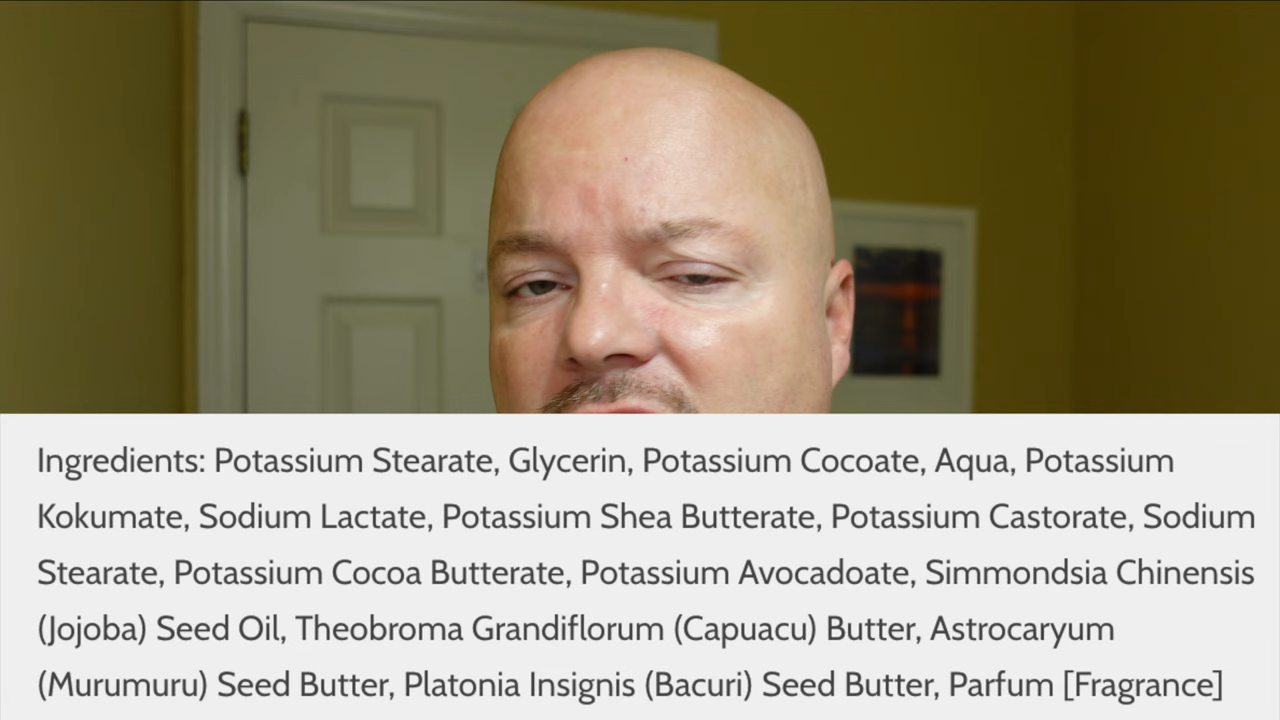 Ingredients: Potassium Stearate, Glycerin, Potassium Cocoate, Aqua, Potassium
Kokumate, Sodium Lactate, Potassium Shea Butterate, Potassium Castorate, Sodium
Stearate, Potassium Cocoa Butterate, Potassium Avocadoate, Simmondsia Chinensis
(Jojoba) Seed Oil, Theobroma Grandiflorum (Capuacu) Butter, Astrocaryum
(Murumuru) Seed Butter, Platonia Insignis (Bacuri) Seed Butter, Parfum [Fragrance]